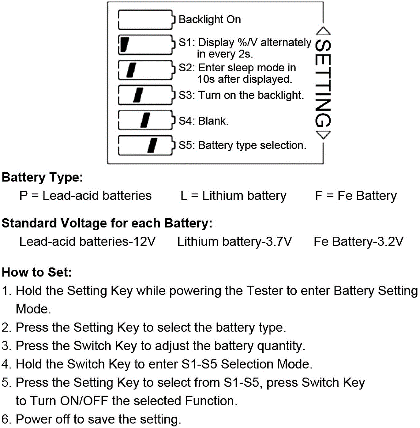 Backlight On
S1: Display %/V alternately
in every 2s.
S2: Enter sleep mode in
10s after displayed.
S3: Turn on the backlight.
S4: Blank.
S5: Battery type selection.
SETTING
Battery Type:
P = Lead-acid batteries L = Lithium battery F = Fe Battery
Standard Voltage for each Battery:
Lead-acid batteries-12V Lithium battery-3.7V Fe Battery-3.2V
How to Set:
1. Hold the Setting Key while powering the Tester to enter Battery Setting
Mode.
2. Press the Setting Key to select the battery type.
3. Press the Switch Key to adjust the battery quantity.
4. Hold the Switch Key to enter S1-S5 Selection Mode.
5. Press the Setting Key to select from S1-S5, press Switch Key
to Turn ON/OFF the selected Function.
6. Power off to save the setting.